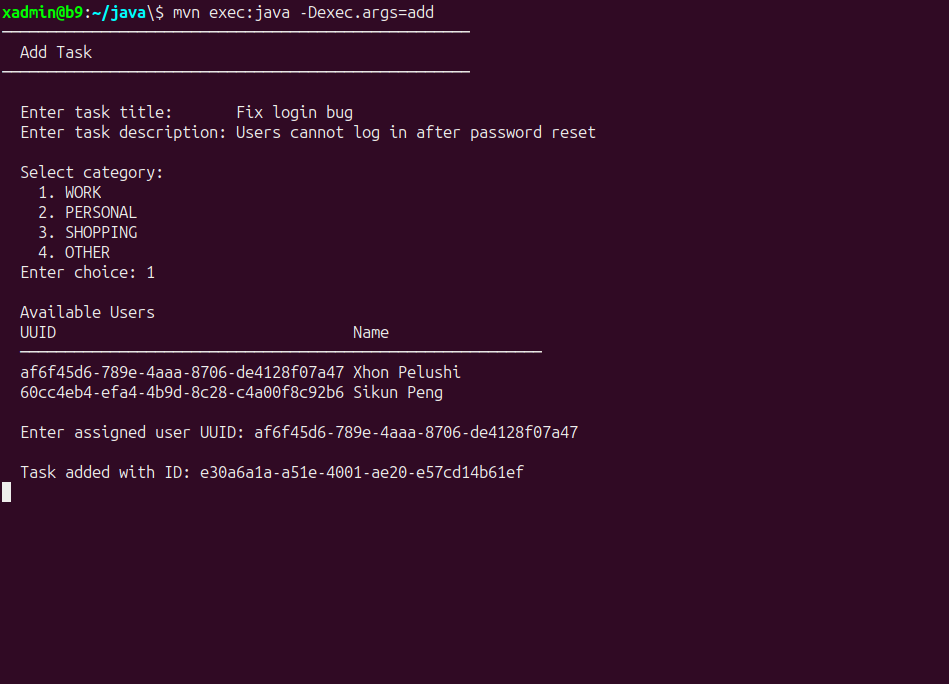 xadmin@b9:~/java\$ mvn exec:java -Dexec.args=add
Add Task
Enter task title: Fix login bug
Enter task description: Users cannot log in after password reset
Select category:
1. WORK
2. PERSONAL
3. SHOPPING
4. OTHER
Enter choice: 1
Available Users
UUID Name
af6f45d6-789e-4aaa-8706-de4128f07a47 Xhon Pelushi
60cc4eb4-efa4-4b9d-8c28-c4a00f8c92b6 Sikun Peng
Enter assigned user UUID: af6f45d6-789e-4aaa-8706-de4128f07a47
Task added with ID: e30a6a1a-a51e-4001-ae20-e57cd14b61ef